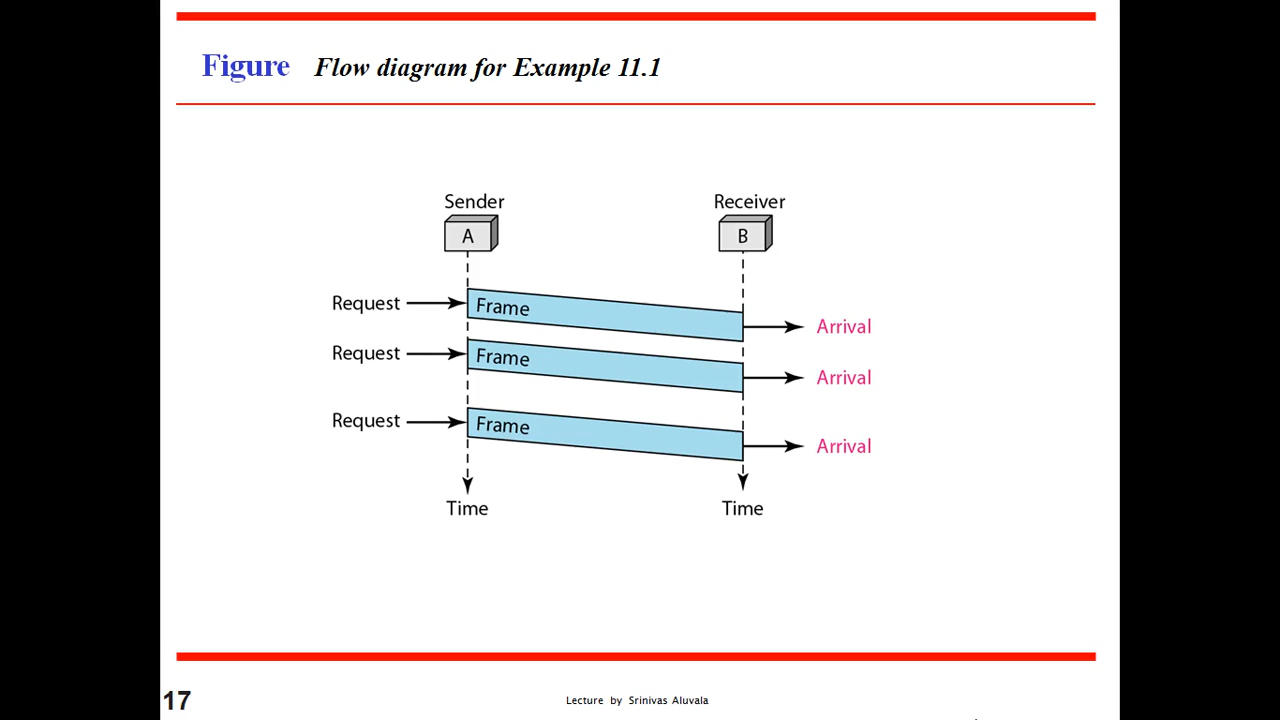 Figure Flow diagram for Example 11.1
Sender Receiver
A B
Request Frame Arrival
Request Frame Arrival
Request Frame Arrival
Time Time
17 Lecture by Srinivas Aluvala